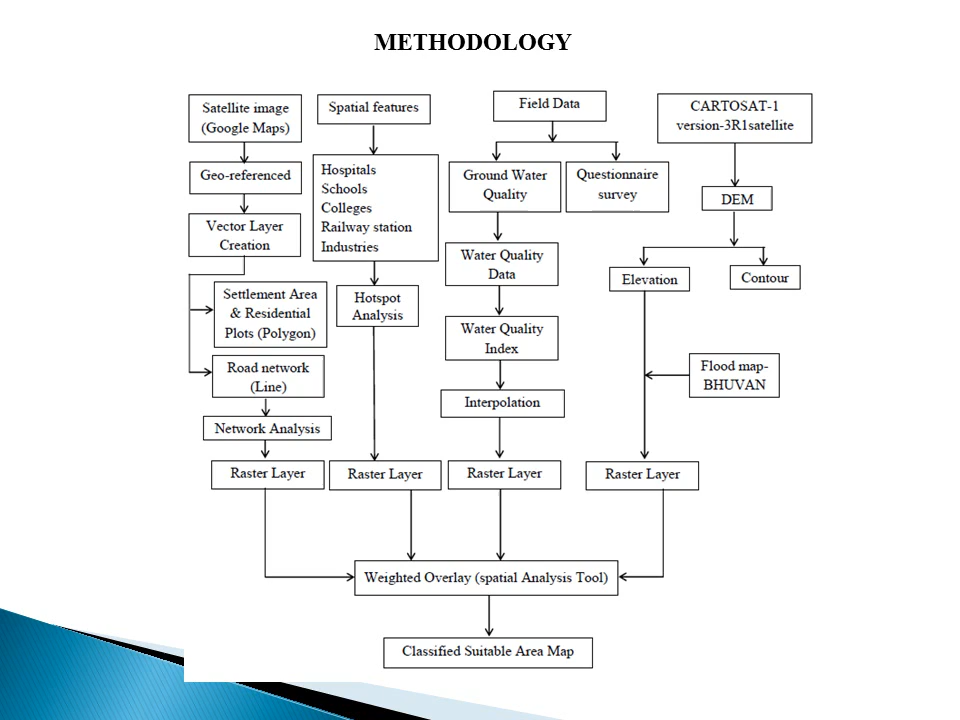 METHODOLOGY
Satellite image
(Google Maps)
Geo-referenced
Vector Layer
Creation
Settlement Area
& Residential
Plots (Polygon)
Road network
(Line)
Network Analysis
Raster Layer
Spatial features
Hospitals
Schools
Colleges
Railway station
Industries
Hotspot
Analysis
Raster Layer
Field Data
Ground Water
Quality
Questionnaire
survey
Water Quality
Data
Water Quality
Index
Interpolation
Raster Layer
CARTOSAT-1
version-3R1satellite
DEM
Elevation
Contour
Flood map-
BHUVAN
Raster Layer
Weighted Overlay (spatial Analysis Tool)
Classified Suitable Area Map